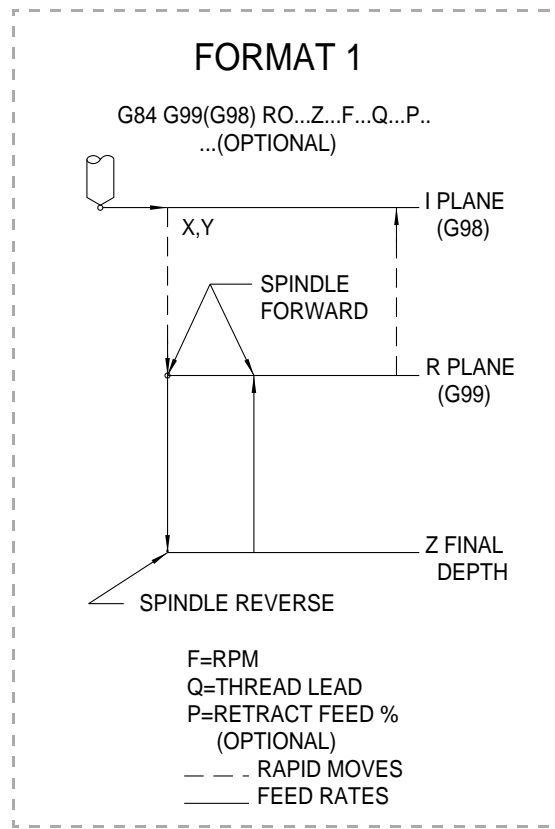 FORMAT 1
G84 G99(G98) RO...Z...F...Q...P..
...(OPTIONAL)
I PLANE
(G98)
X,Y
SPINDLE
FORWARD
R PLANE
(G99)
Z FINAL
DEPTH
SPINDLE REVERSE
F=RPM
Q=THREAD LEAD
P=RETRACT FEED %
(OPTIONAL)
RAPID MOVES
FEED RATES